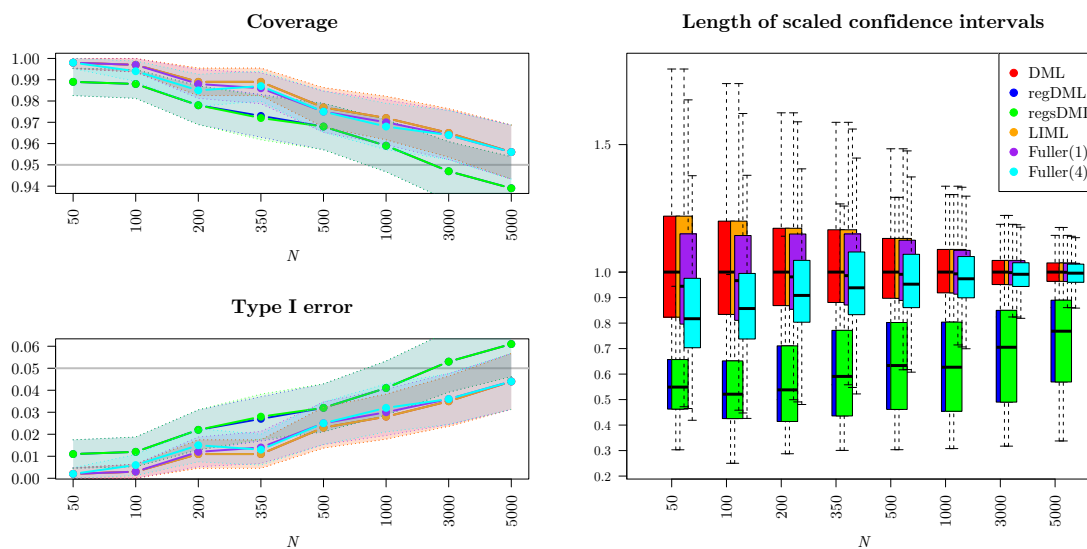 Coverage
1.00
0.99
0.98
0.97
0.96
0.95
0.94
50 100 200 350 500 1000 3000 5000
N
Type I error
0.06
0.05
0.04
0.03
0.02
0.01
0.00
50 100 200 350 500 1000 3000 5000
N
Length of scaled confidence intervals
DML
regDML
regsDML
LIML
Fuller(1)
Fuller(4)
1.5
1.0
0.9
0.8
0.7
0.6
0.5
0.4
0.3
0.2
50 100 200 350 500 1000 3000 5000
N